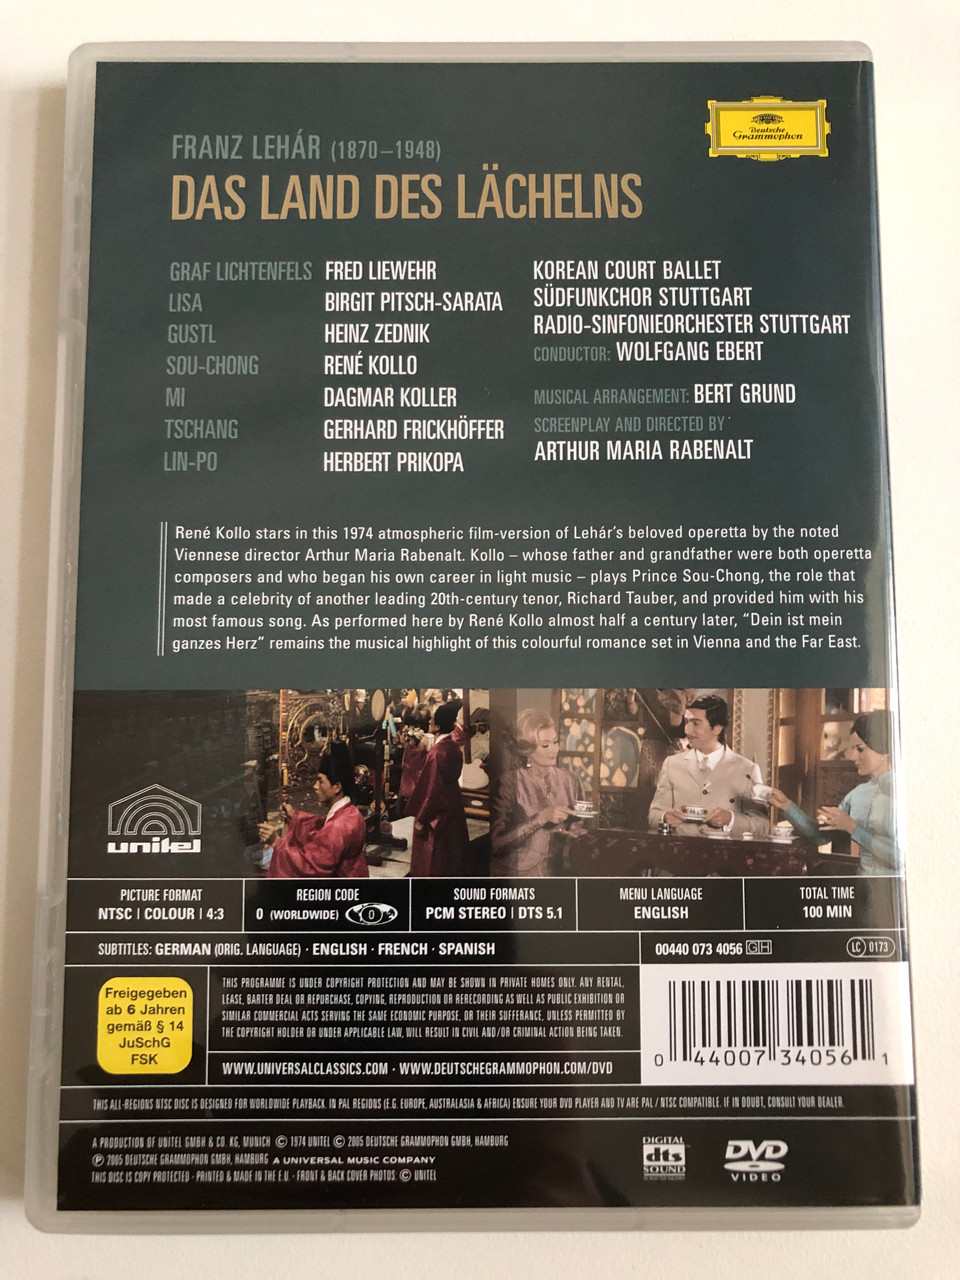 Deutsche
Grammophon
FRANZ LEHÁR (1870–1948)
DAS LAND DES LÄCHELNS
GRAF LICHTENFELS FRED LIEWEHR
LISA BIRGIT PITSCH-SARATA
GUSTL HEINZ ZEDNIK
SOU-CHONG RENÉ KOLLO
MI DAGMAR KOLLER
TSCHANG GERHARD FRICKHÖFFER
LIN-PO HERBERT PRIKOPA
KOREAN COURT BALLET
SÜDFUNKCHOR STUTTGART
RADIO-SINFONIEORCHESTER STUTTGART
CONDUCTOR: WOLFGANG EBERT
MUSICAL ARRANGEMENT: BERT GRUND
SCREENPLAY AND DIRECTED BY
ARTHUR MARIA RABENALT
René Kollo stars in this 1974 atmospheric film-version of Lehár's beloved operetta by the noted
Viennese director Arthur Maria Rabenalt. Kollo – whose father and grandfather were both operetta
composers and who began his own career in light music – plays Prince Sou-Chong, the role that
made a celebrity of another leading 20th-century tenor, Richard Tauber, and provided him with his
most famous song. As performed here by René Kollo almost half a century later, “Dein ist mein
ganzes Herz” remains the musical highlight of this colourful romance set in Vienna and the Far East.
unitel
PICTURE FORMAT
NTSC | COLOUR | 4:3
REGION CODE
0 (WORLDWIDE) 0
SOUND FORMATS
PCM STEREO | DTS 5.1
MENU LANGUAGE
ENGLISH
TOTAL TIME
100 MIN
SUBTITLES: GERMAN (ORIG. LANGUAGE) · ENGLISH · FRENCH · SPANISH
00440 073 4056 GH
LC 0173
Freigegeben
ab 6 Jahren
gemäß § 14
JuSchG
FSK
THIS PROGRAMME IS UNDER COPYRIGHT PROTECTION AND MAY BE SHOWN IN PRIVATE HOMES ONLY. ANY RENTAL,
LEASE, BARTER DEAL OR REPURCHASE, COPYING, REPRODUCTION OR RERECORDING AS WELL AS PUBLIC EXHIBITION OR
SIMILAR COMMERCIAL ACTS SERVING THE SAME ECONOMIC PURPOSE, OR THEIR SUFFERANCE, UNLESS PERMITTED BY
THE COPYRIGHT HOLDER OR UNDER APPLICABLE LAW, WILL RESULT IN CIVIL AND/OR CRIMINAL ACTION BEING TAKEN.
WWW.UNIVERSALCLASSICS.COM · WWW.DEUTSCHEGRAMMOPHON.COM/DVD
0 44007 34056 1
THIS ALL-REGIONS NTSC DISC IS DESIGNED FOR WORLDWIDE PLAYBACK. IN PAL REGIONS (E.G. EUROPE, AUSTRALASIA & AFRICA) ENSURE YOUR DVD PLAYER AND TV ARE PAL / NTSC COMPATIBLE. IF IN DOUBT, CONSULT YOUR DEALER.
A PRODUCTION OF UNITEL GMBH & CO. KG, MUNICH © 1974 UNITEL © 2005 DEUTSCHE GRAMMOPHON GMBH, HAMBURG
℗ 2005 DEUTSCHE GRAMMOPHON GMBH, HAMBURG A UNIVERSAL MUSIC COMPANY
THIS DISC IS COPY PROTECTED · PRINTED & MADE IN THE E.U. · FRONT & BACK COVER PHOTOS: © UNITEL
DIGITAL
dts
SOUND
DVD
VIDEO